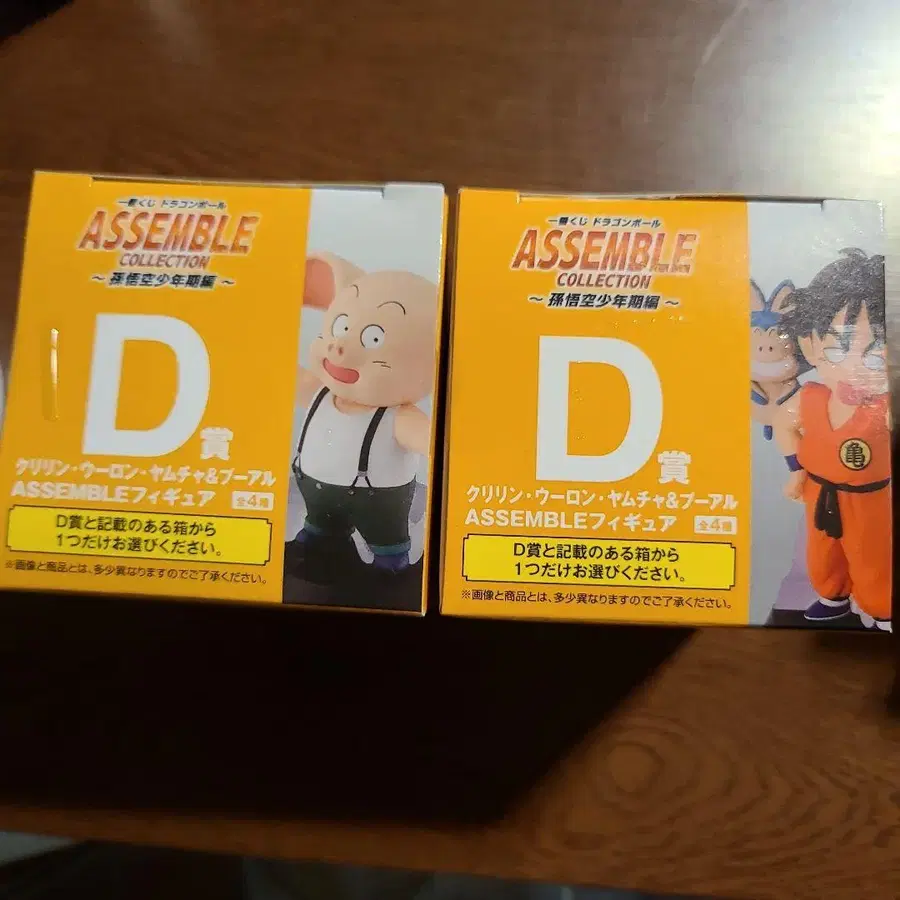 一番くじ ドラゴンボール
ASSEMBLE
COLLECTION
～孫悟空少年期編～
D賞
クリリン・ウーロン・ヤムチャ&プーアル
ASSEMBLEフィギュア 全4種
D賞と記載のある箱から
1つだけお選びください。
※画像と商品とは、多少異なりますのでご了承ください。
一番くじ ドラゴンボール
ASSEMBLE
COLLECTION
～孫悟空少年期編～
D賞
クリリン・ウーロン・ヤムチャ&プーアル
ASSEMBLEフィギュア 全4種
D賞と記載のある箱から
1つだけお選びください。
※画像と商品とは、多少異なりますのでご了承ください。
亀